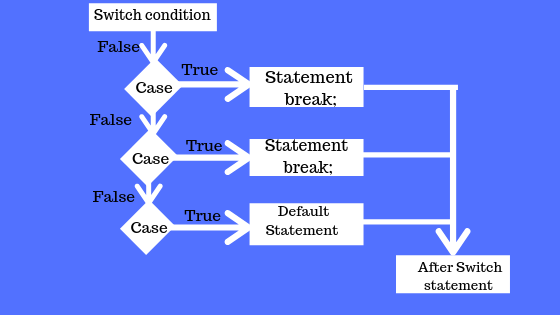 Switch condition
False
True
Case
Statement
break;
False
True
Case
Statement
break;
False
True
Case
Default
Statement
After Switch
statement